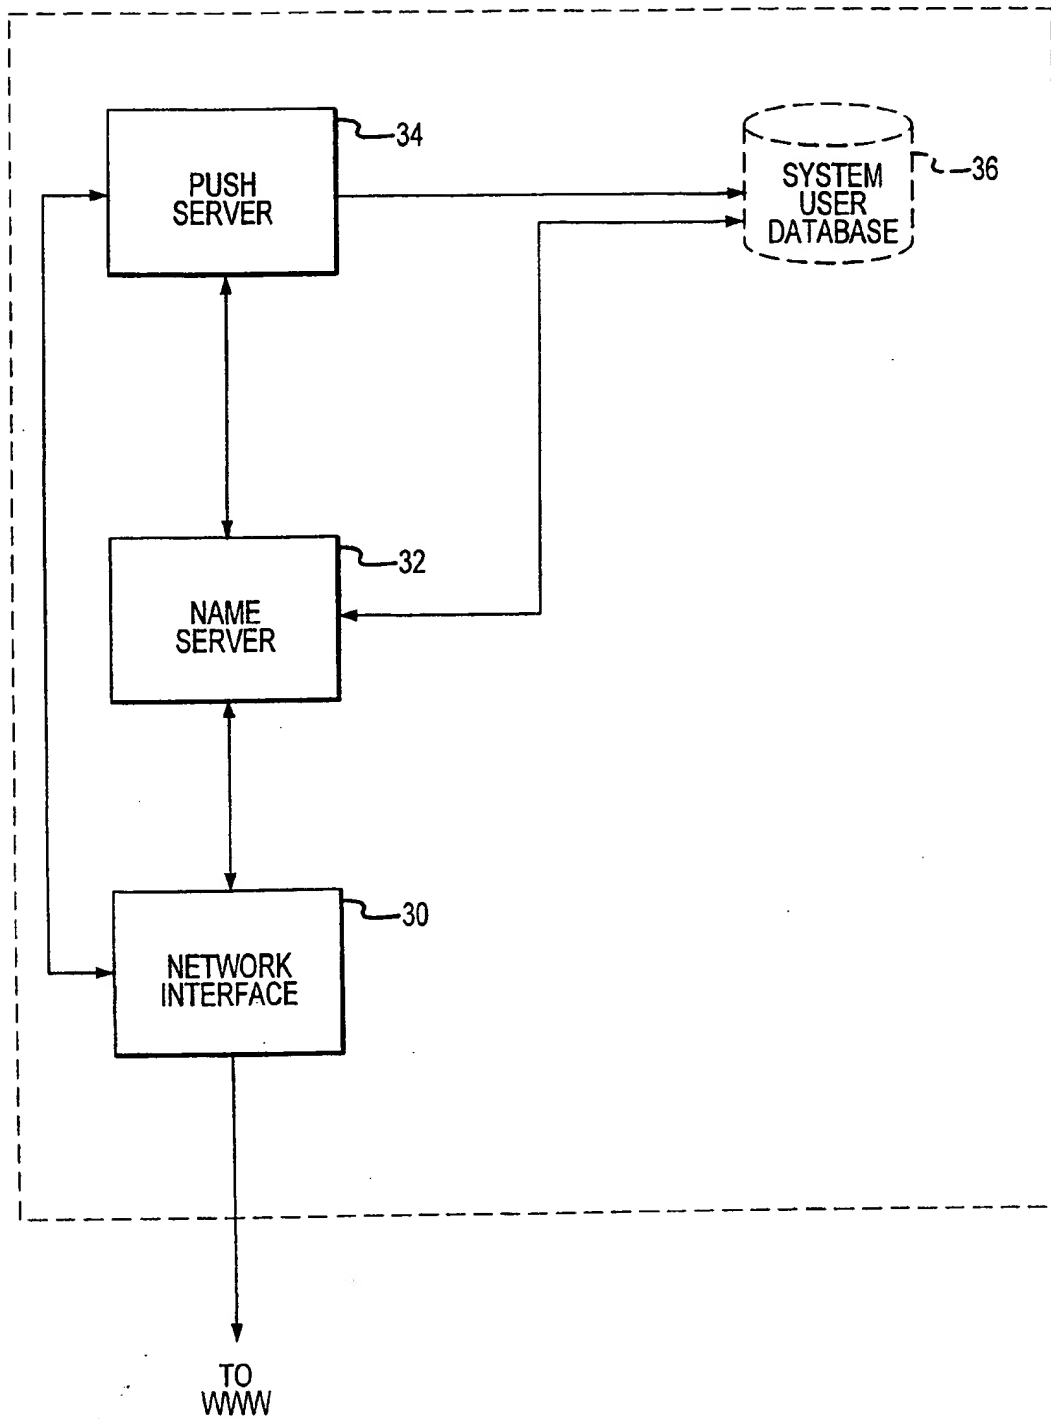 34
PUSH
SERVER
SYSTEM
USER
DATABASE
36
32
NAME
SERVER
30
NETWORK
INTERFACE
TO
WWW